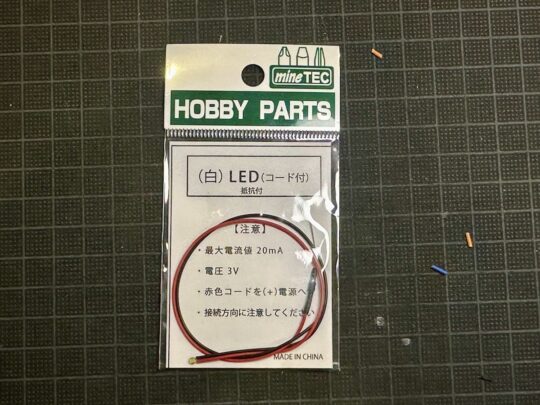 mineTEC
HOBBY PARTS
（白）LED（コード付）
抵抗付
【注意】
・最大電流値 20mA
・電圧 3V
・赤色コードを(+)電源へ
・接続方向に注意してください
MADE IN CHINA